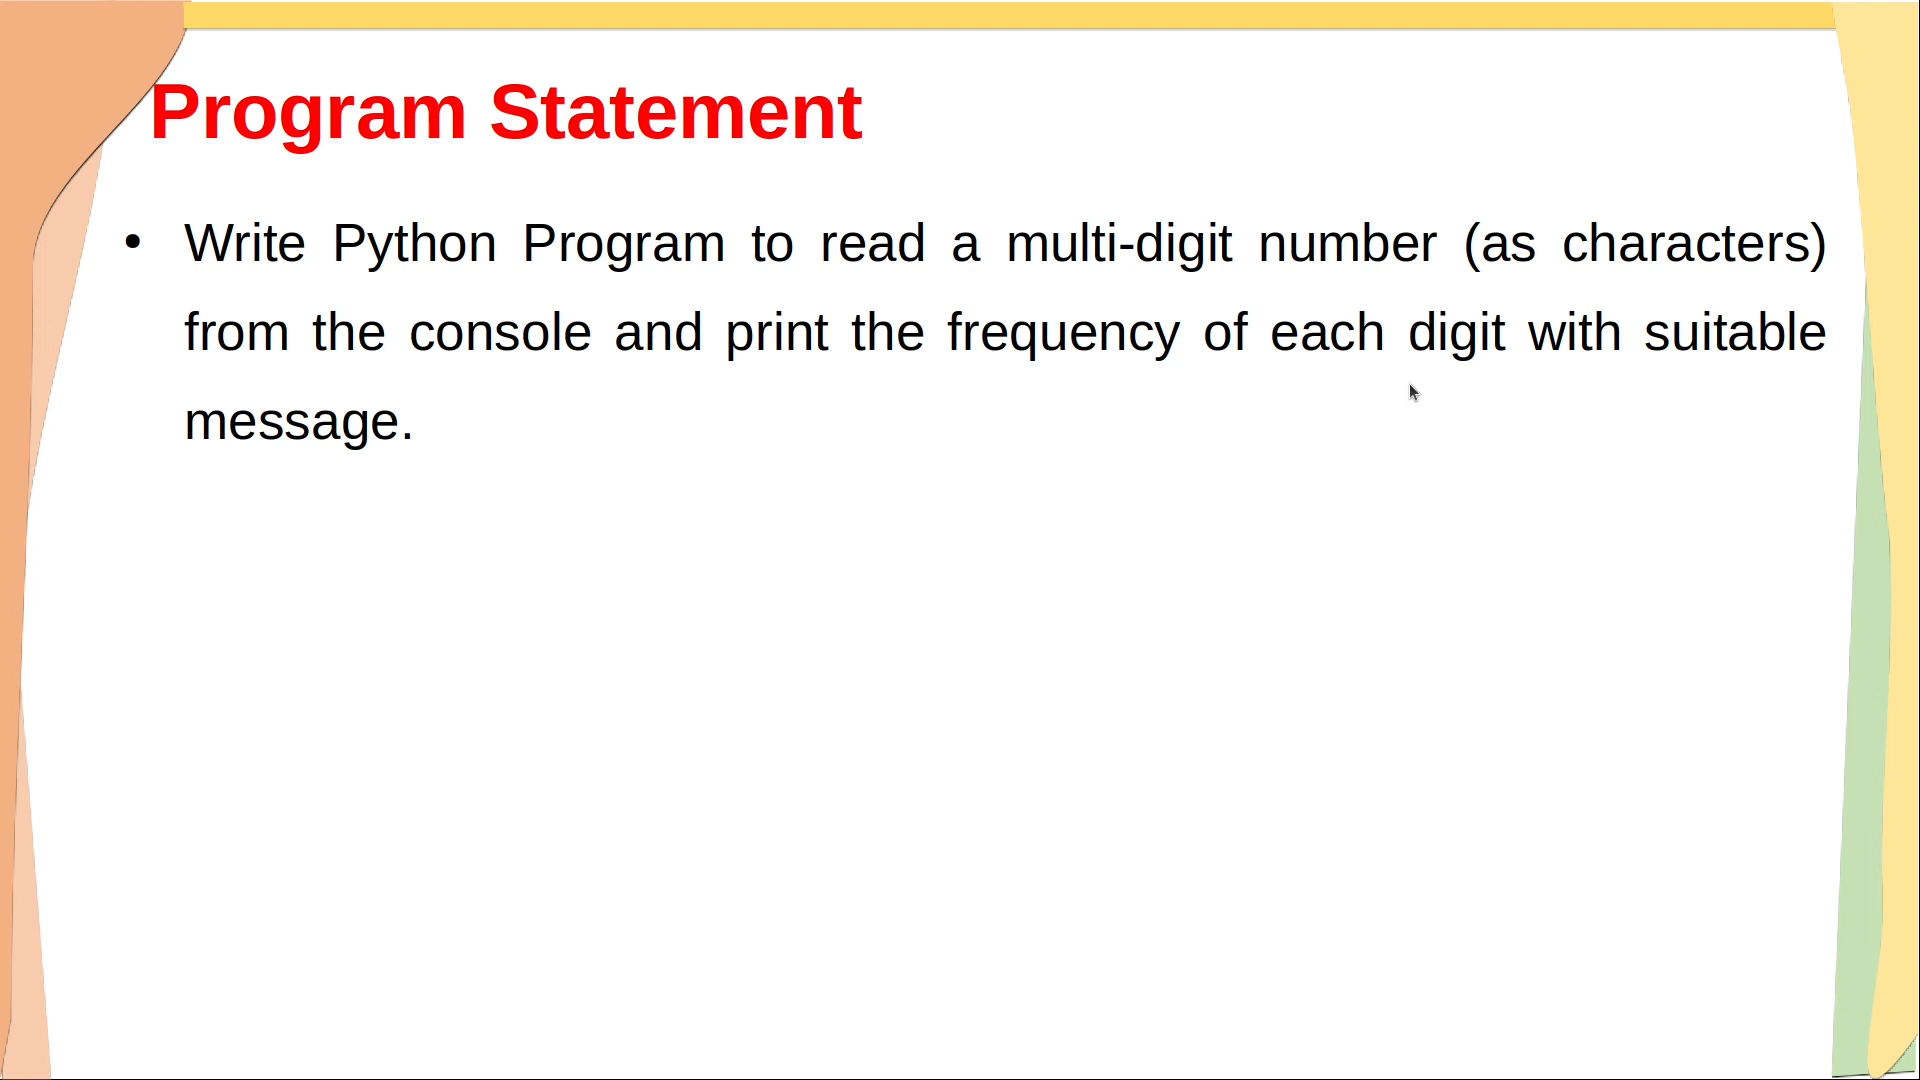 Program Statement
• Write Python Program to read a multi-digit number (as characters)
from the console and print the frequency of each digit with suitable
message.